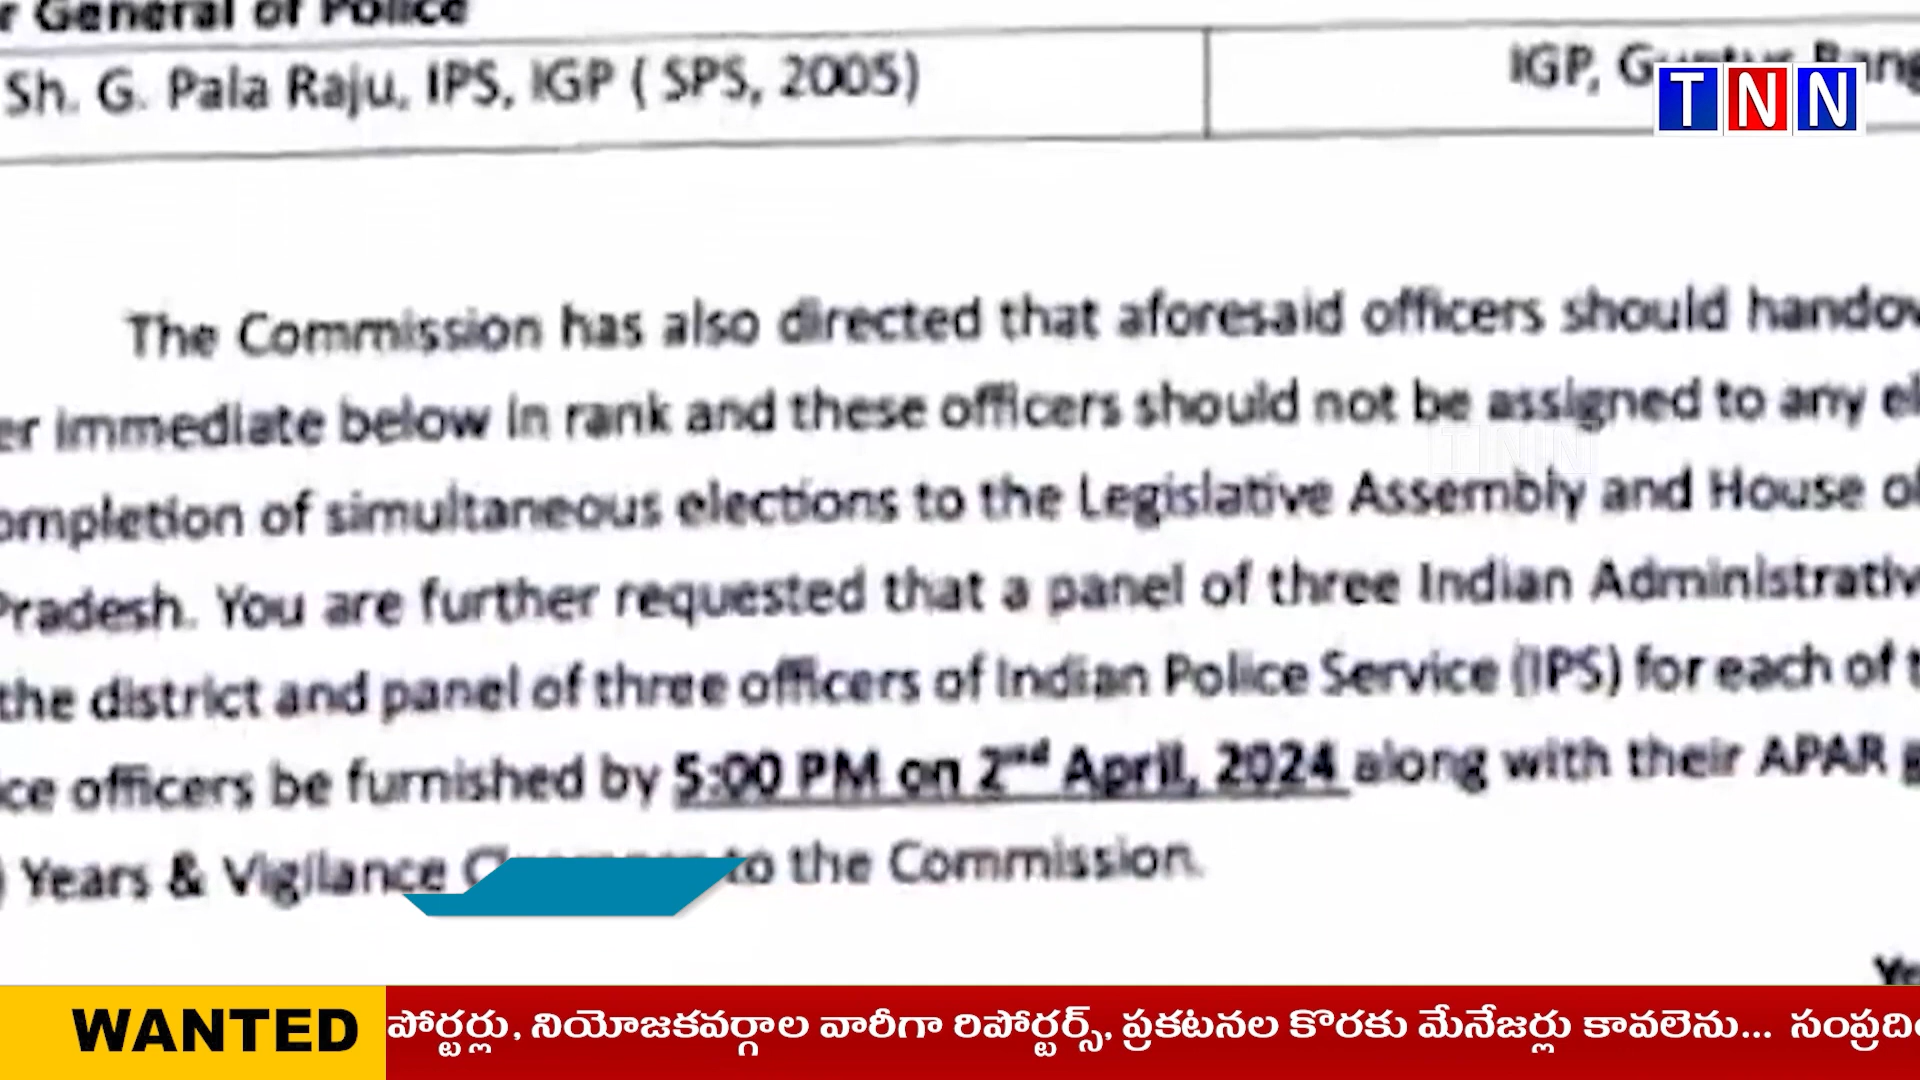 r General of Police
Sh. G. Pala Raju, IPS, IGP ( SPS, 2005)
IGP,
TNN
The Commission has also directed that aforesaid officers should handov
er immediate below in rank and these officers should not be assigned to any el
TNN
ompletion of simultaneous elections to the Legislative Assembly and House of
Pradesh. You are further requested that a panel of three Indian Administrativ
the district and panel of three officers of Indian Police Service (IPS) for each of t
ice officers be furnished by 5:00 PM on 2nd April, 2024 along with their APAR g
) Years & Vigilance to the Commission.
Ye
WANTED పోర్టర్లు, నియోజకవర్గాల వారీగా రిపోర్టర్స్, ప్రకటనల కొరకు మేనేజర్లు కావలెను... సంప్రది